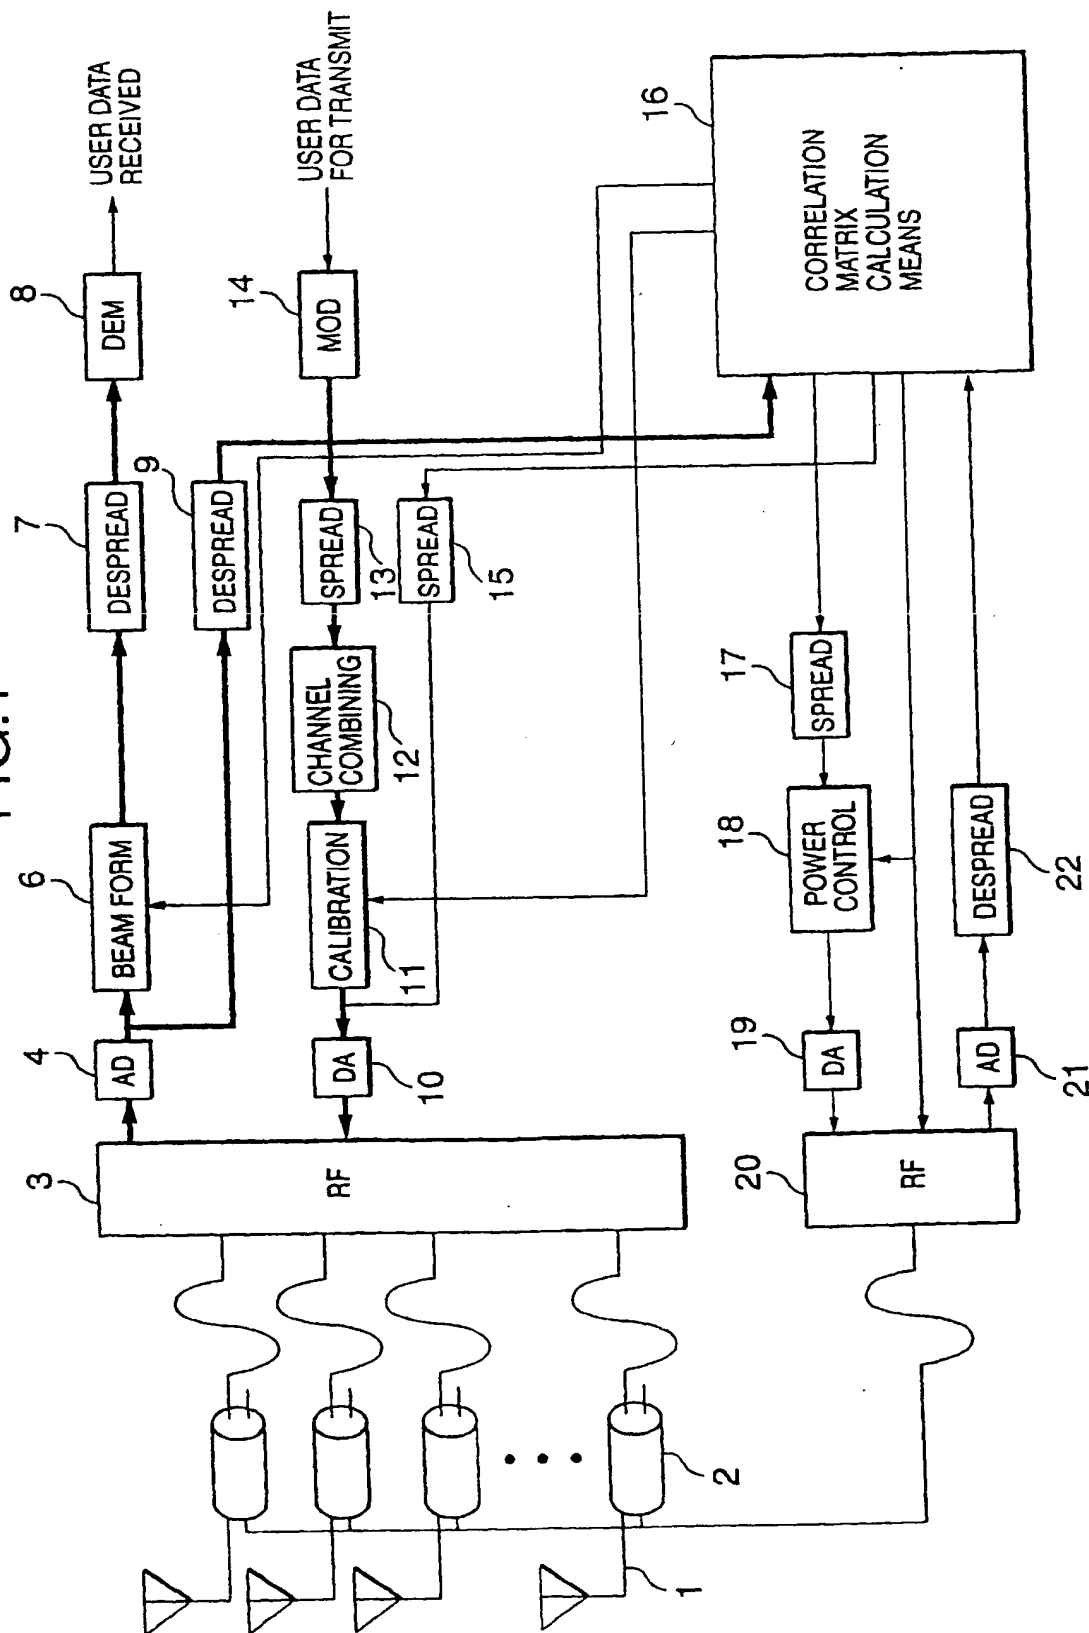 USER DATA
RECEIVED
8
DEM
7
DESPREAD
9
DESPREAD
6
BEAM FORM
4
AD
3
RF
USER DATA
FOR TRANSMIT
14
MOD
SPREAD
13
SPREAD
15
CHANNEL
COMBINING
12
CALIBRATION
11
DA
10
16
CORRELATION
MATRIX
CALCULATION
MEANS
17
SPREAD
18
POWER
CONTROL
19
DA
20
RF
AD
21
DESPREAD
22
2
1